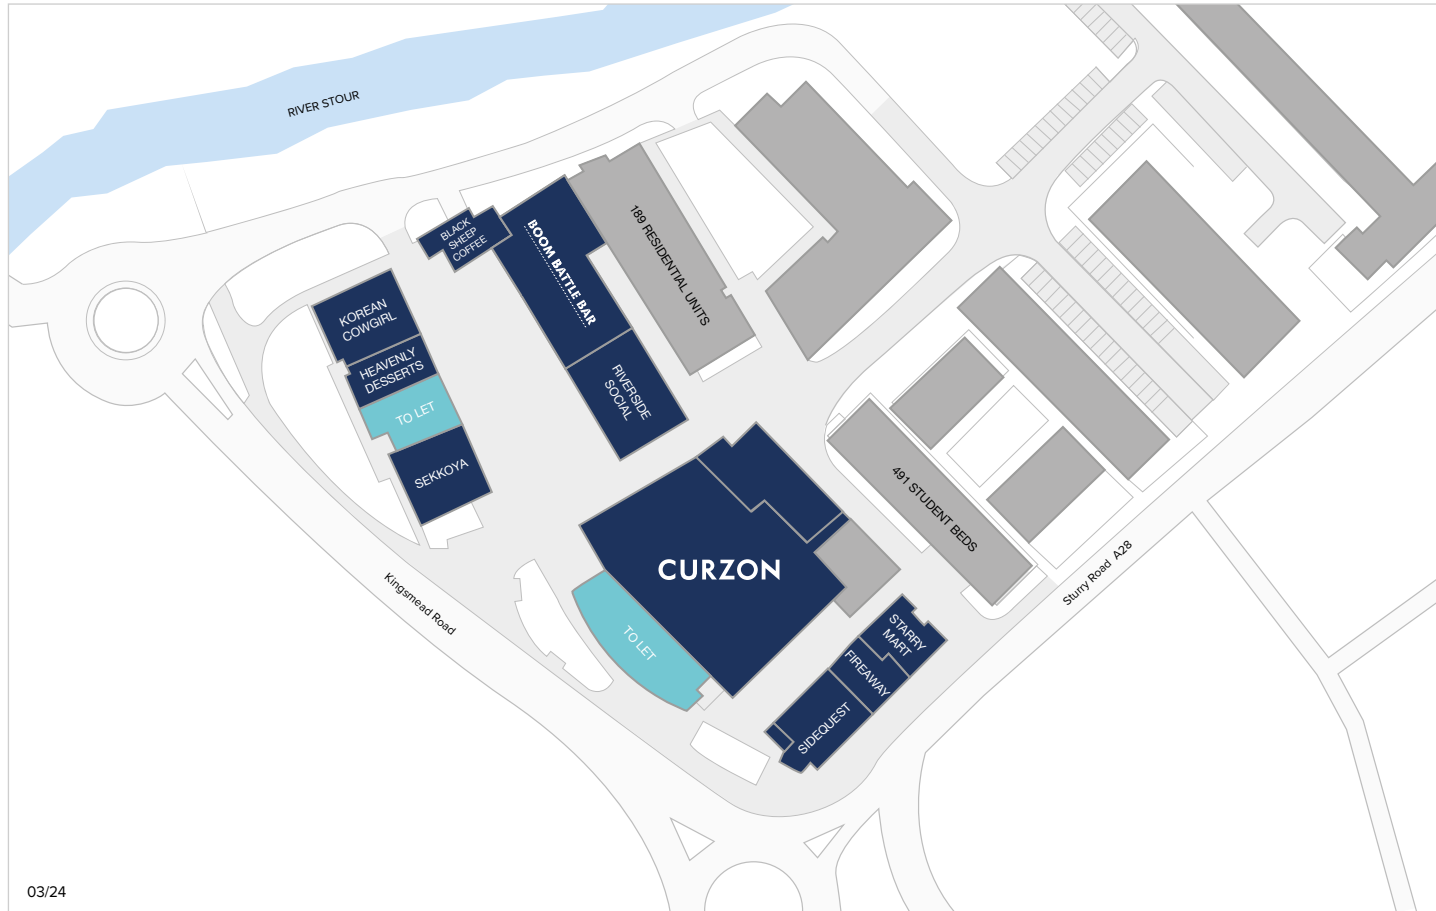 RIVER STOUR
BLACK
SHEEP
COFFEE
BOOM BATTLE BAR
189 RESIDENTIAL UNITS
KOREAN
COWGIRL
HEAVENLY
DESSERTS
TO LET
SEKKOYA
RIVERSIDE
SOCIAL
491 STUDENT BEDS
CURZON
Sturry Road A28
Kingsmead Road
TO LET
STARRY
MART
FIREAWAY
SIDEQUEST
03/24